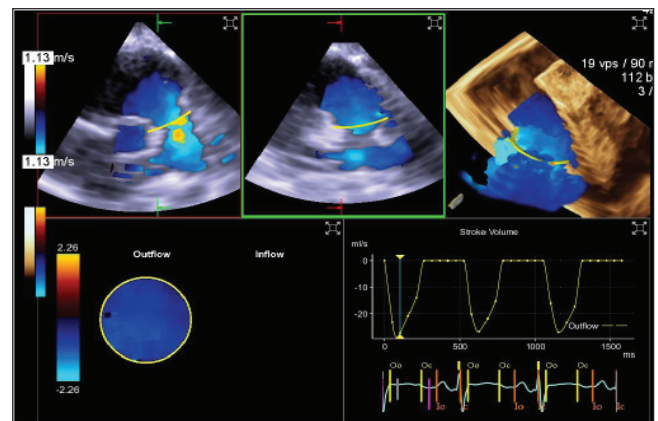 1.13 m/s
1.13 m/s
19 vps / 90
112 b
3 /
2.26
-2.26
Outflow
Inflow
Stroke Volume
ml/s
0
-10
-20
Outflow
0
500
1000
1500
ms
Oo
Oc
Oo
Oc
Oo
Oc
Io
Ic
Io
Io